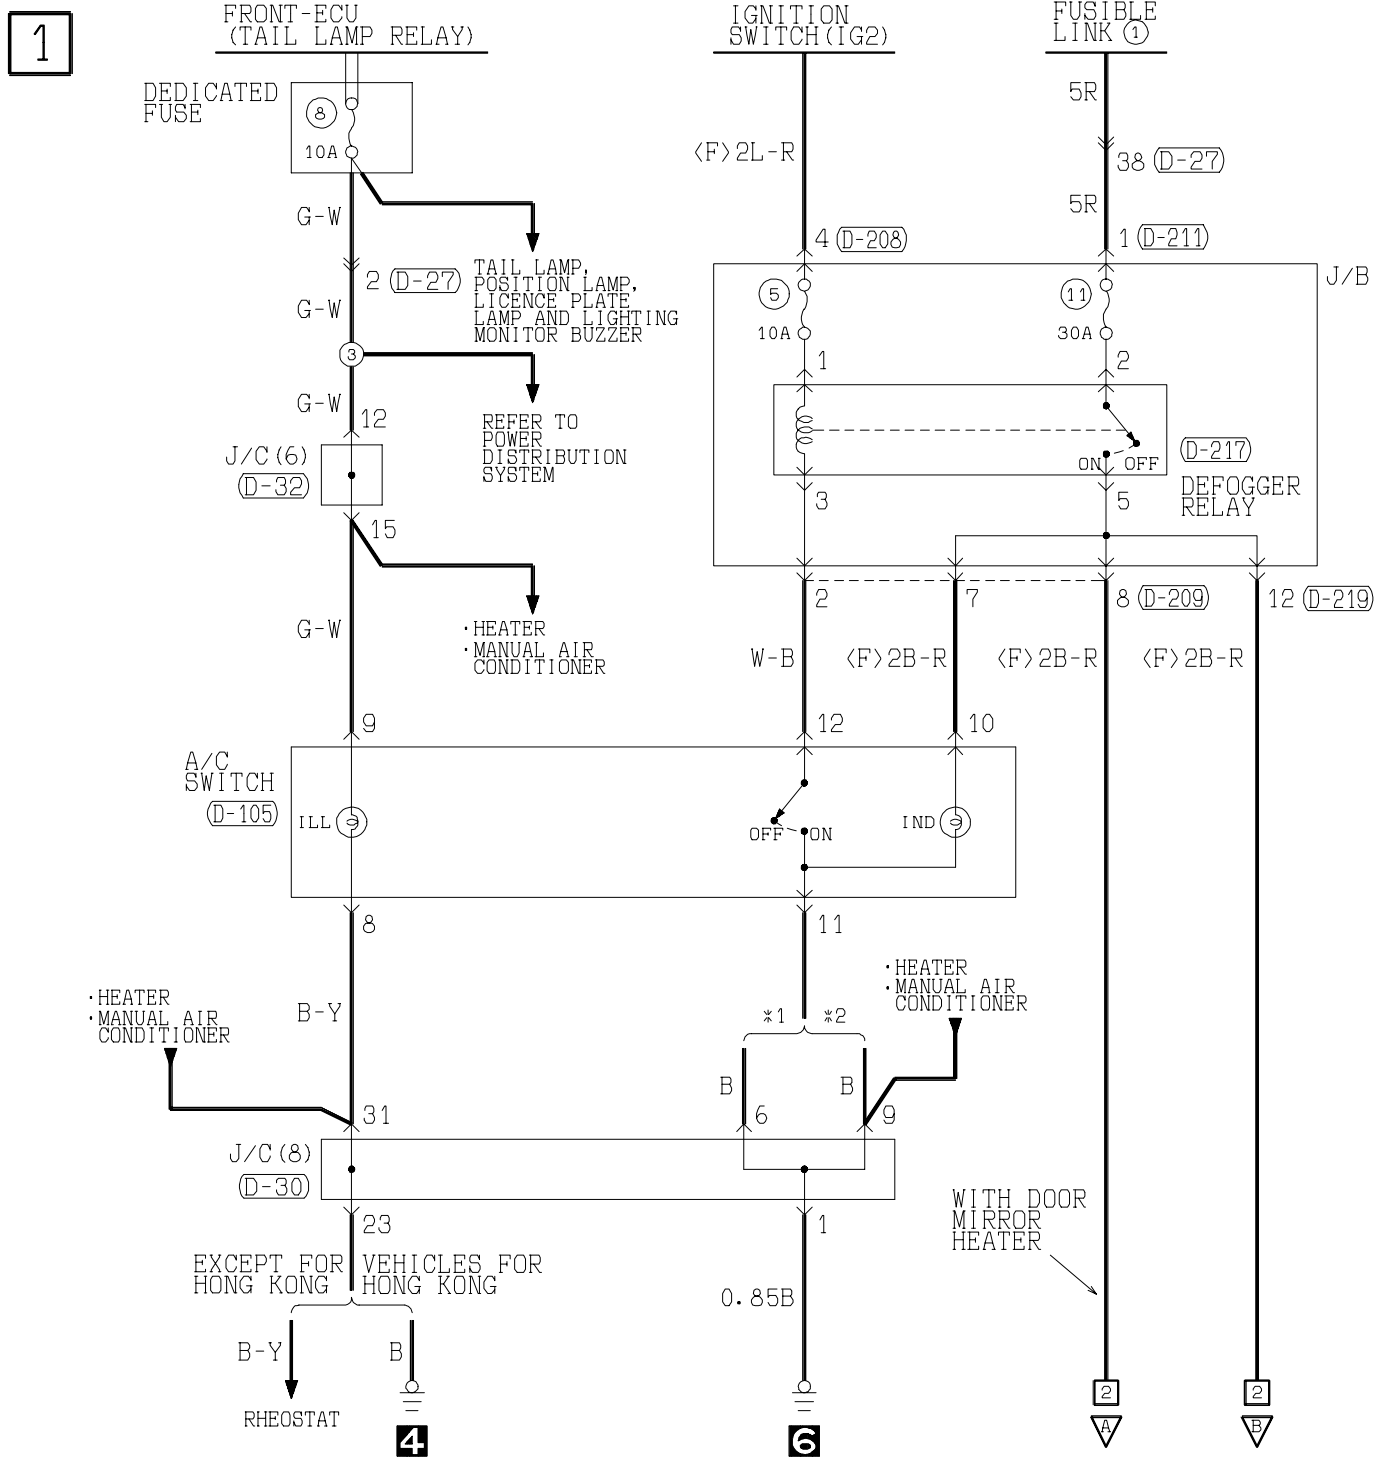 1
FRONT-ECU
(TAIL LAMP RELAY)
IGNITION
SWITCH(IG2)
FUSIBLE
LINK 1
DEDICATED
FUSE
8
10A
5R
<F>2L-R
38 (D-27)
G-W
5R
4 (D-208)
1 (D-211)
2 (D-27)
TAIL LAMP,
POSITION LAMP,
LICENCE PLATE
LAMP AND LIGHTING
MONITOR BUZZER
J/B
5
10A
11
30A
G-W
3
1
2
G-W
12
REFER TO
POWER
DISTRIBUTION
SYSTEM
J/C(6)
(D-32)
ON OFF
(D-217)
DEFOGGER
RELAY
3
5
15
2
7
8 (D-209)
12 (D-219)
G-W
·HEATER
·MANUAL AIR
CONDITIONER
W-B
<F>2B-R
<F>2B-R
<F>2B-R
9
12
10
A/C
SWITCH
(D-105)
ILL
OFF ON
IND
8
11
·HEATER
·MANUAL AIR
CONDITIONER
·HEATER
·MANUAL AIR
CONDITIONER
B-Y
*1 *2
B
B
31
6
9
J/C(8)
(D-30)
WITH DOOR
MIRROR
HEATER
23
1
EXCEPT FOR
HONG KONG
VEHICLES FOR
HONG KONG
0.85B
B-Y
B
2
2
RHEOSTAT
4
6
A
B